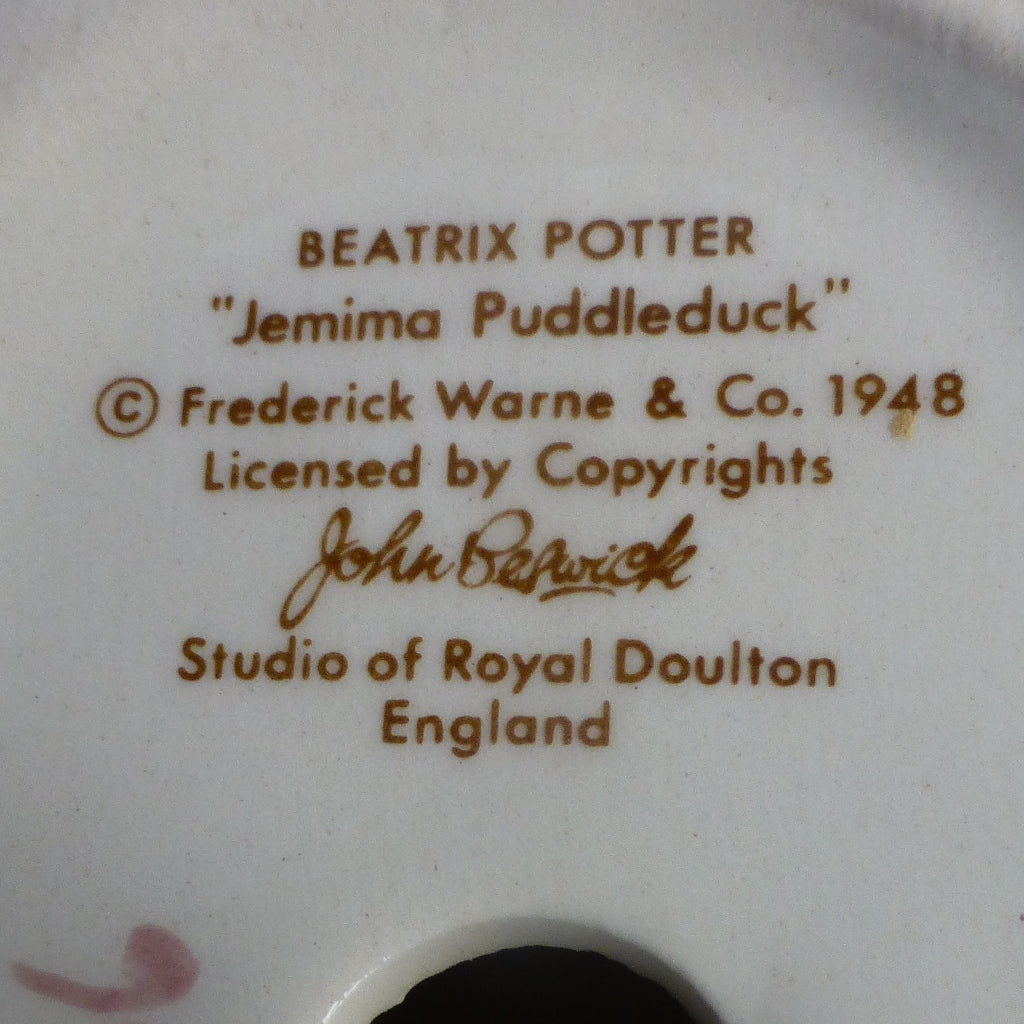 BEATRIX POTTER
"Jemima Puddleduck"
© Frederick Warne & Co. 1948
Licensed by Copyrights
John Beswick
Studio of Royal Doulton
England